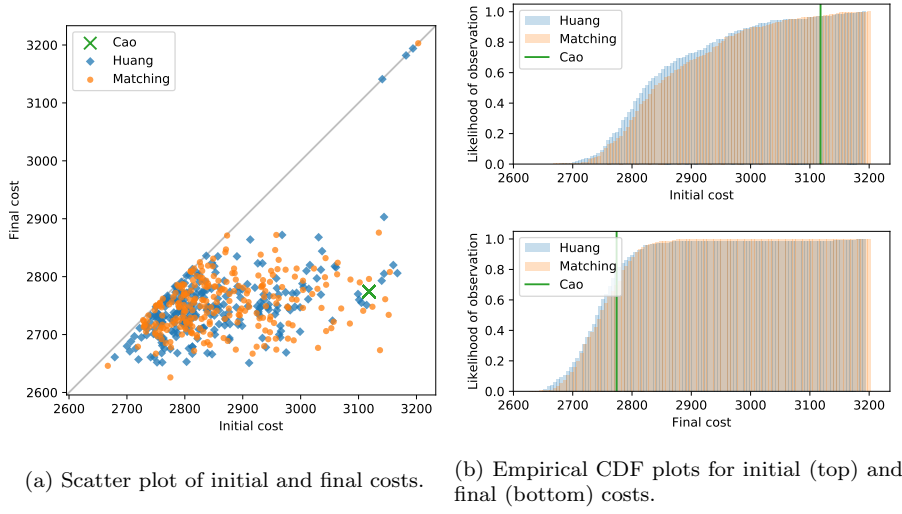 3200
3100
3000
2900
2800
2700
2600
Final cost
Cao
Huang
Matching
2600 2700 2800 2900 3000 3100 3200
Initial cost
(a) Scatter plot of initial and final costs.
1.0
0.8
0.6
0.4
0.2
0.0
Likelihood of observation
Huang
Matching
Cao
2600 2700 2800 2900 3000 3100 3200
Initial cost
1.0
0.8
0.6
0.4
0.2
0.0
Likelihood of observation
Huang
Matching
Cao
2600 2700 2800 2900 3000 3100 3200
Final cost
(b) Empirical CDF plots for initial (top) and
final (bottom) costs.